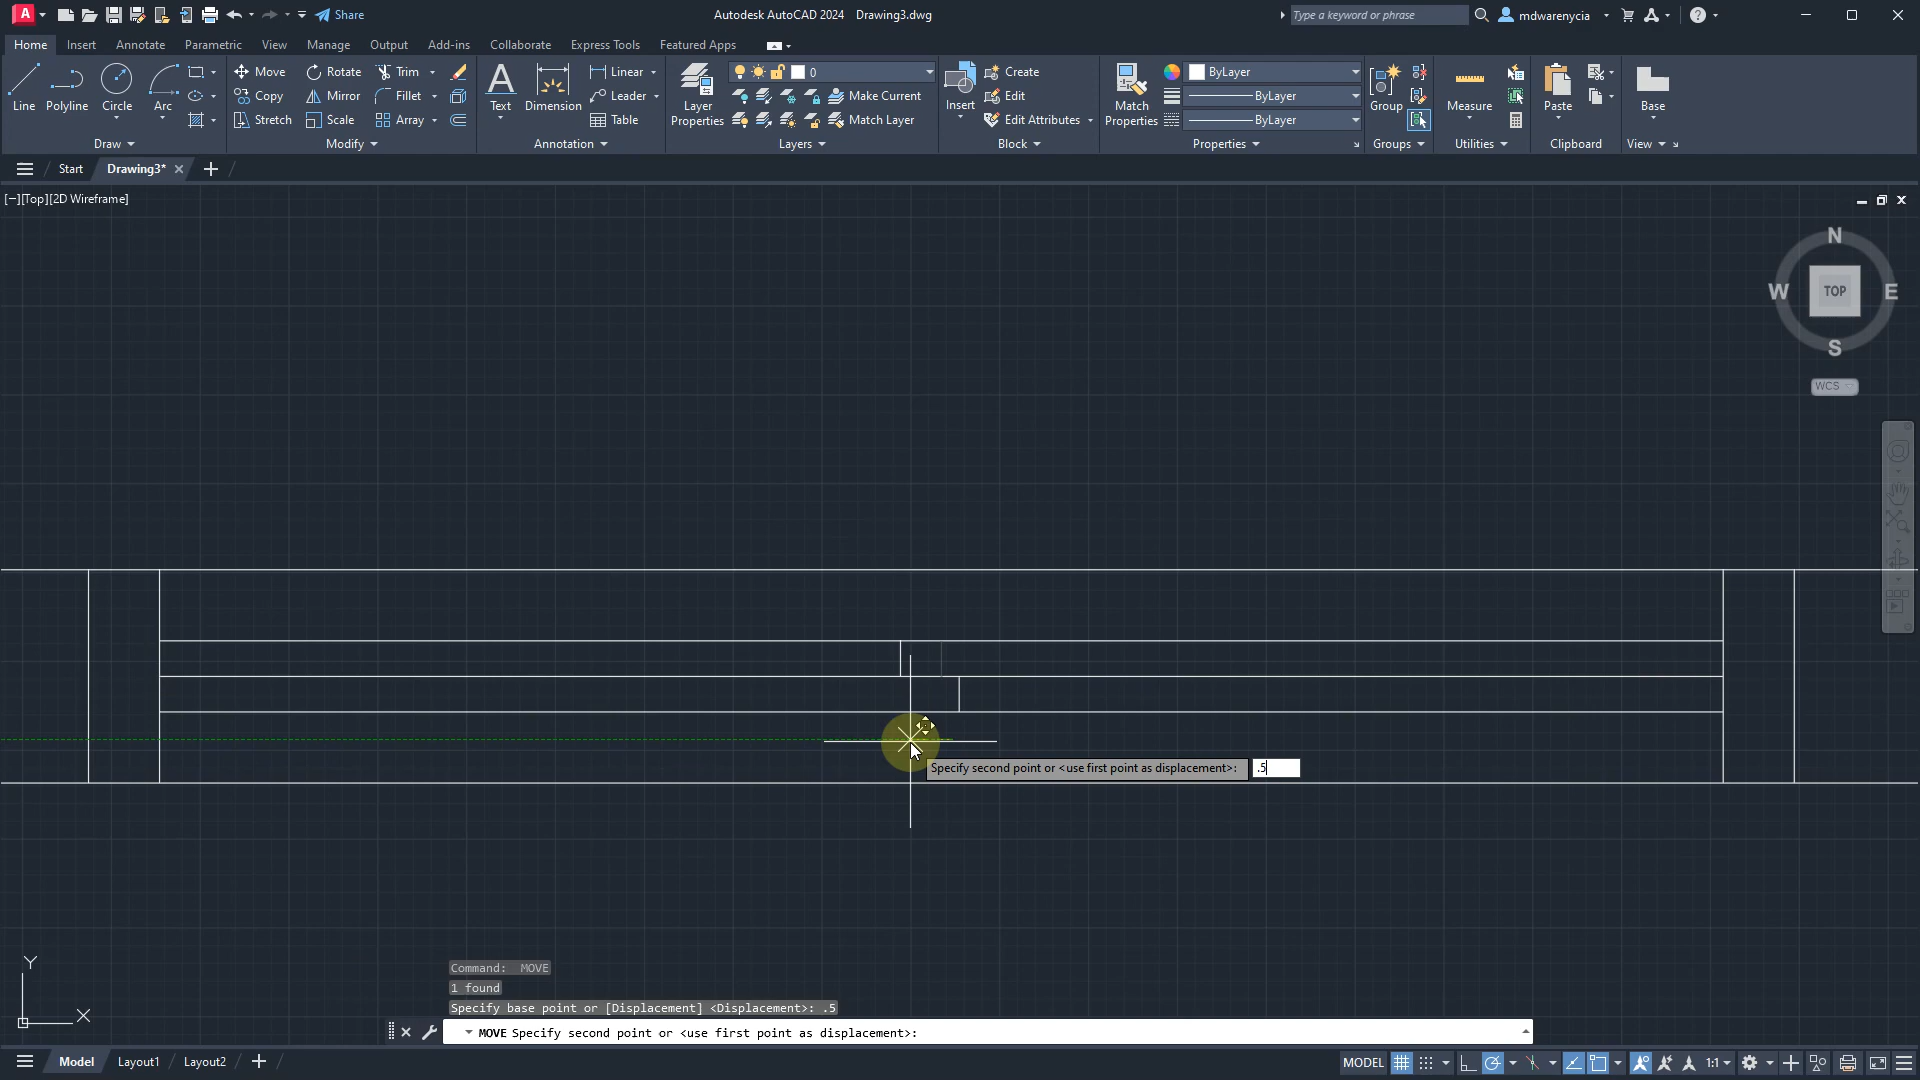 Share
Autodesk AutoCAD 2024 Drawing3.dwg
Type a keyword or phrase
mdwarenycia
Home Insert Annotate Parametric View Manage Output Add-ins Collaborate Express Tools Featured Apps
Line Polyline Circle Arc
Draw
Move Rotate Trim
Copy Mirror Fillet
Stretch Scale Array
Modify
Text Dimension
Linear
Leader
Table
Annotation
Layer
Properties
0
Make Current
Match Layer
Layers
Insert
Create
Edit
Edit Attributes
Block
Match
Properties
ByLayer
ByLayer
ByLayer
Properties
Group
Groups
Measure
Utilities
Paste
Clipboard
Base
View
Start Drawing3*
[−][Top][2D Wireframe]
N
W TOP E
S
WCS
Specify second point or <use first point as displacement>: .5
Y
X
Command: MOVE
1 found
Specify base point or [Displacement] <Displacement>: .5
MOVE Specify second point or <use first point as displacement>:
Model Layout1 Layout2
MODEL 1:1